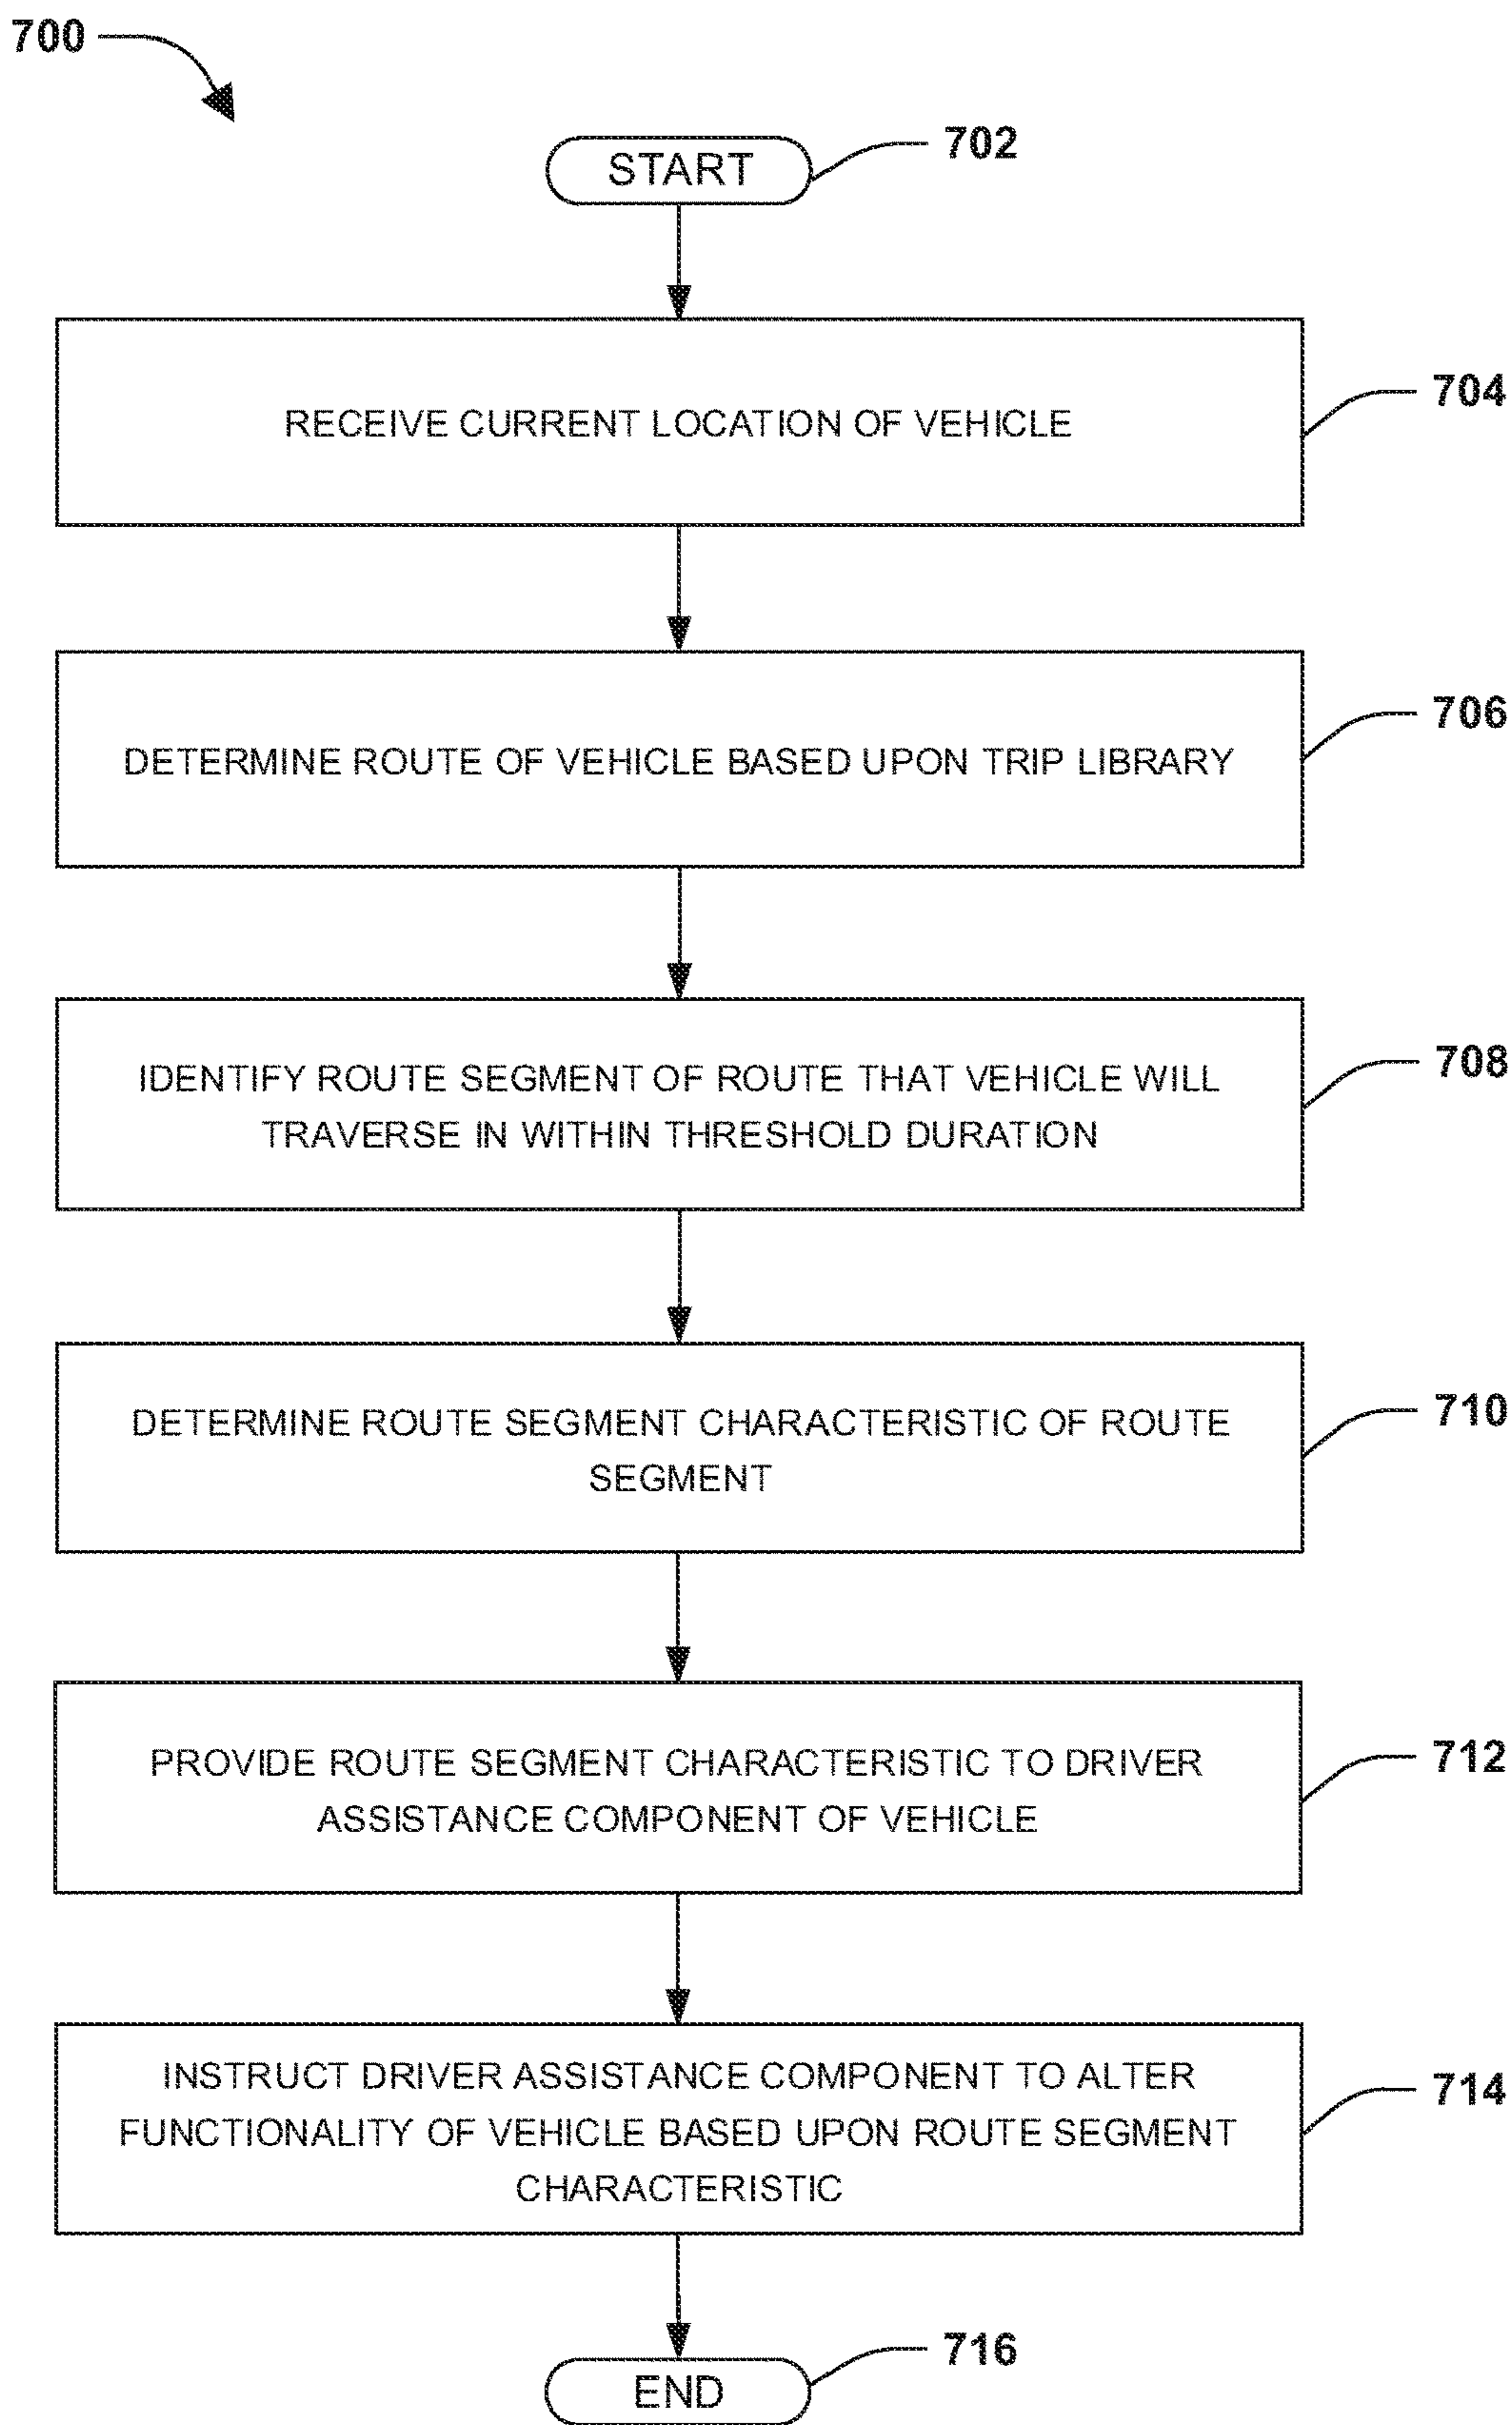 700
START
702
RECEIVE CURRENT LOCATION OF VEHICLE
704
DETERMINE ROUTE OF VEHICLE BASED UPON TRIP LIBRARY
706
IDENTIFY ROUTE SEGMENT OF ROUTE THAT VEHICLE WILL
TRAVERSE IN WITHIN THRESHOLD DURATION
708
DETERMINE ROUTE SEGMENT CHARACTERISTIC OF ROUTE
SEGMENT
710
PROVIDE ROUTE SEGMENT CHARACTERISTIC TO DRIVER
ASSISTANCE COMPONENT OF VEHICLE
712
INSTRUCT DRIVER ASSISTANCE COMPONENT TO ALTER
FUNCTIONALITY OF VEHICLE BASED UPON ROUTE SEGMENT
CHARACTERISTIC
714
END
716